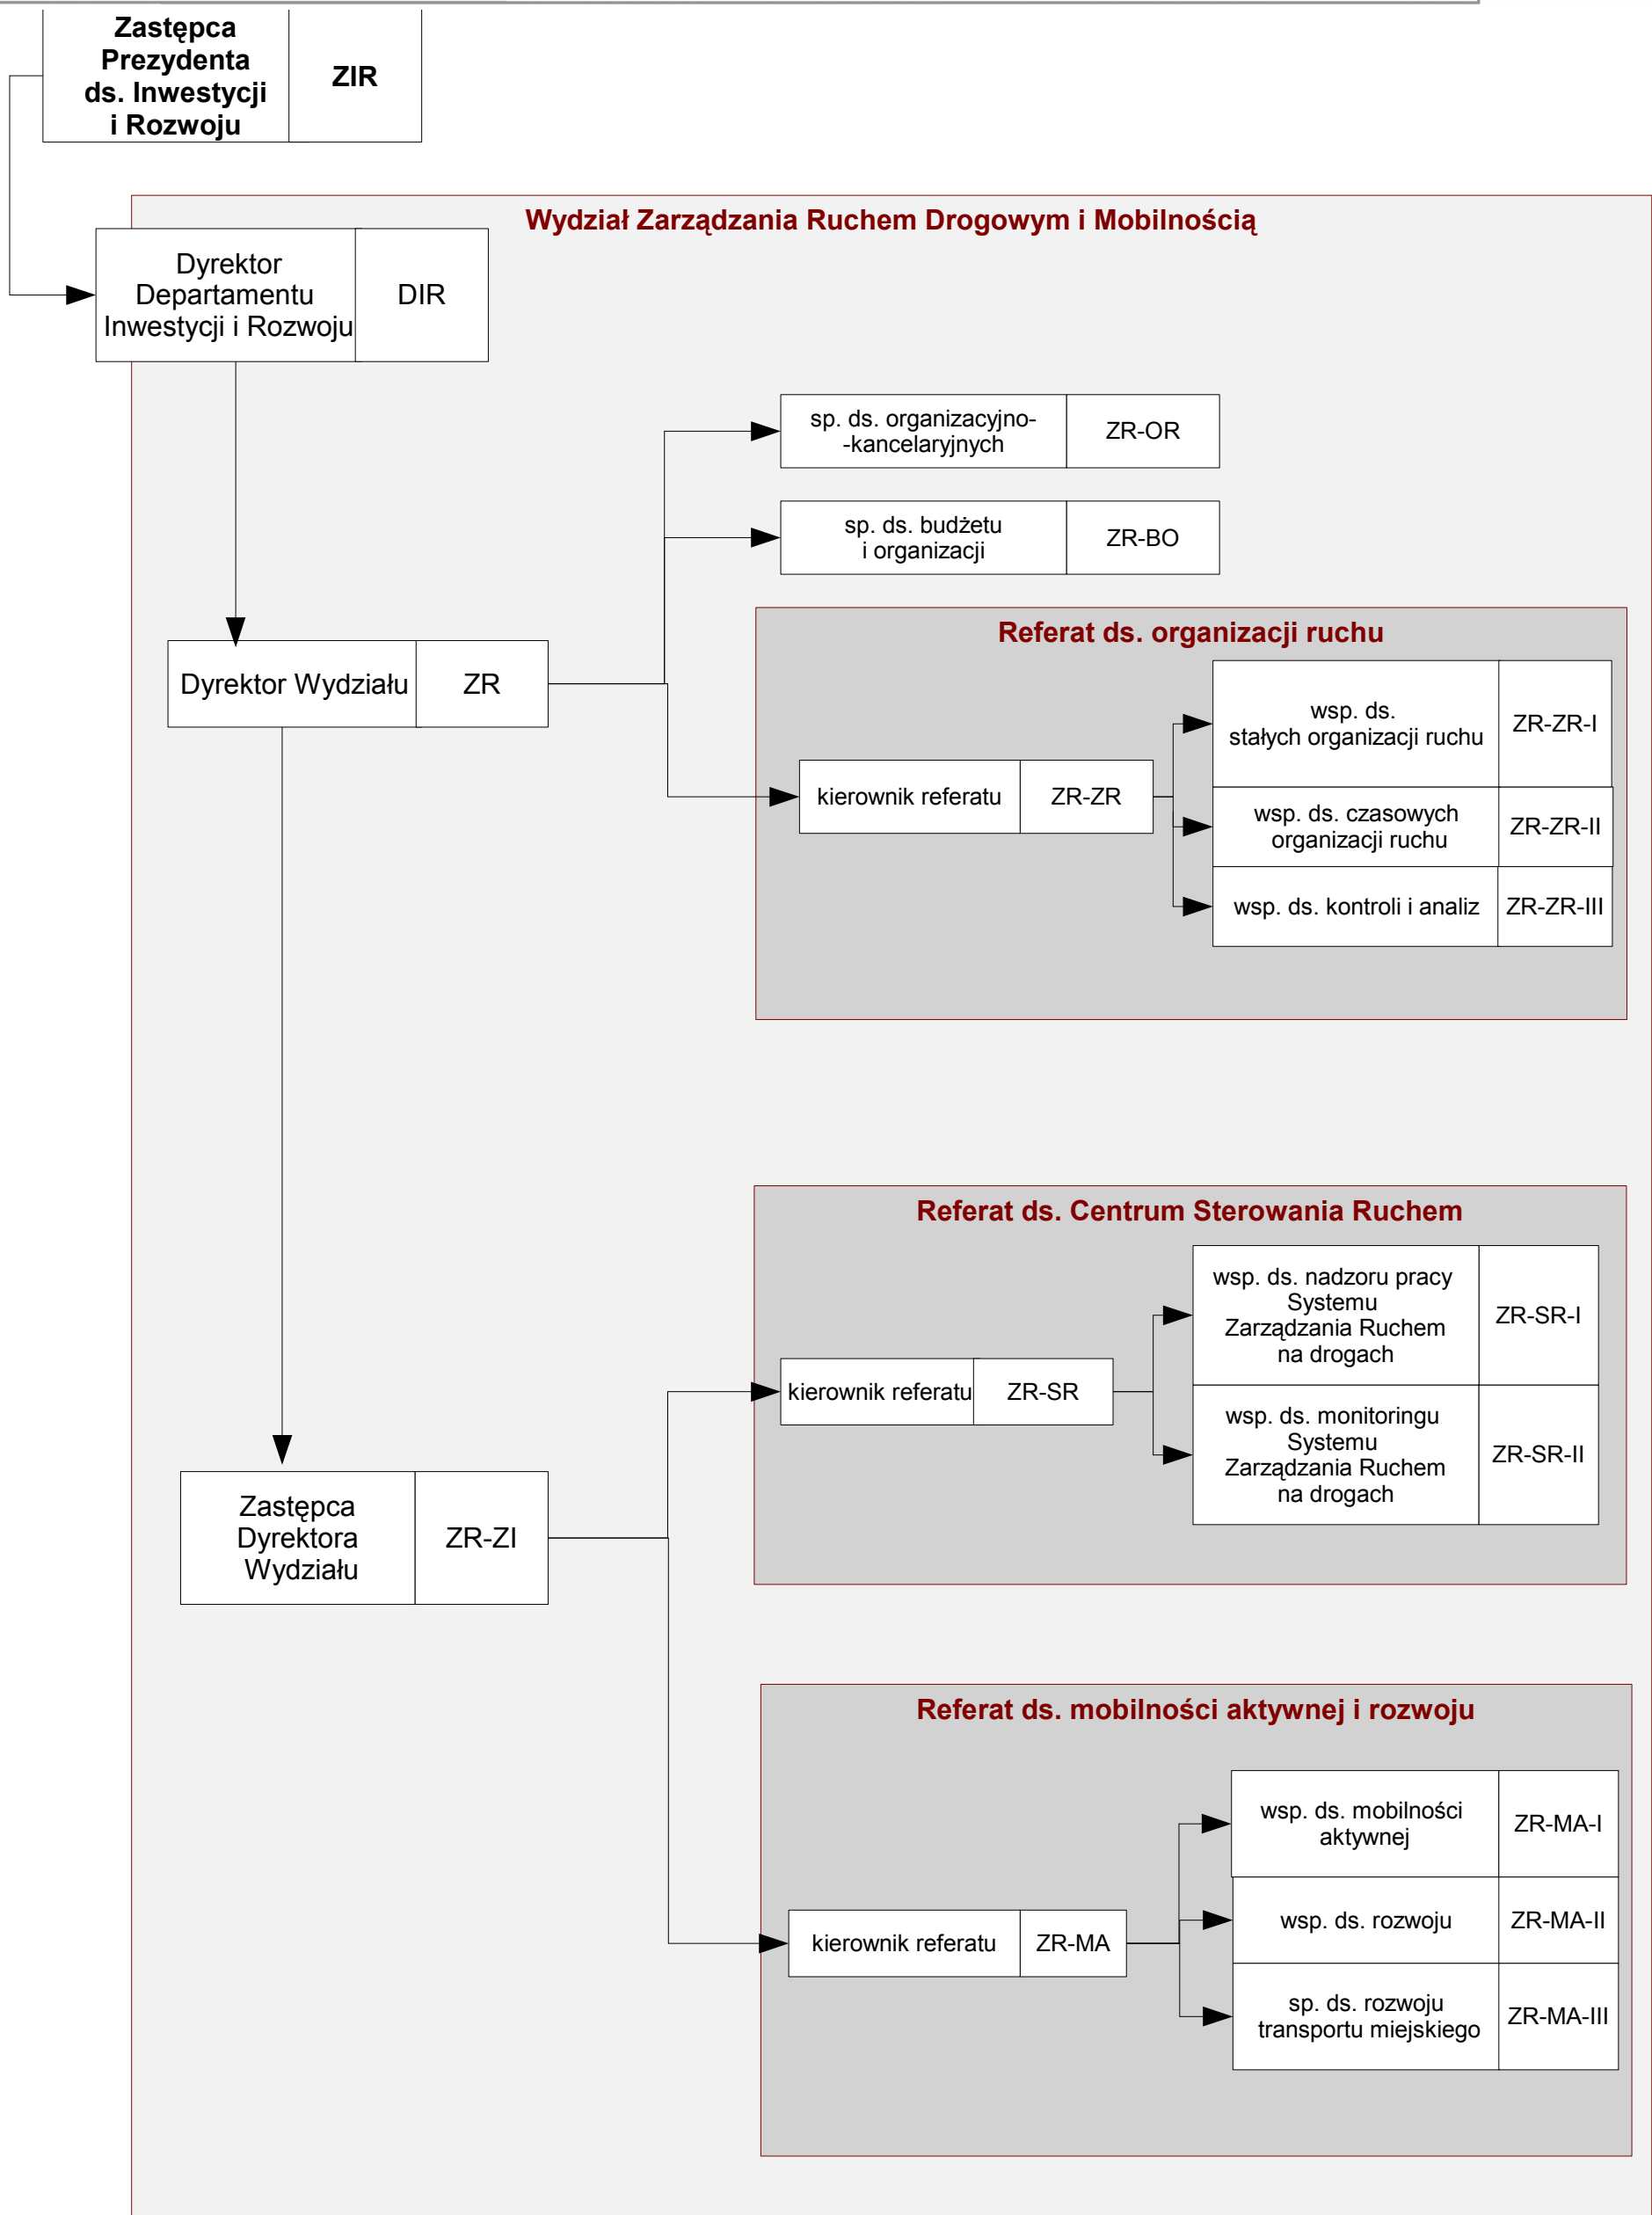 Zastępca
Prezydenta
ds. Inwestycji
i Rozwoju
ZIR
Wydział Zarządzania Ruchem Drogowym i Mobilnością
Dyrektor
Departamentu
Inwestycji i Rozwoju
DIR
sp. ds. organizacyjno-
-kancelaryjnych
ZR-OR
sp. ds. budżetu
i organizacji
ZR-BO
Dyrektor Wydziału
ZR
Referat ds. organizacji ruchu
kierownik referatu
ZR-ZR
wsp. ds.
stałych organizacji ruchu
ZR-ZR-I
wsp. ds. czasowych
organizacji ruchu
ZR-ZR-II
wsp. ds. kontroli i analiz
ZR-ZR-III
Zastępca
Dyrektora
Wydziału
ZR-ZI
Referat ds. Centrum Sterowania Ruchem
kierownik referatu
ZR-SR
wsp. ds. nadzoru pracy
Systemu
Zarządzania Ruchem
na drogach
ZR-SR-I
wsp. ds. monitoringu
Systemu
Zarządzania Ruchem
na drogach
ZR-SR-II
Referat ds. mobilności aktywnej i rozwoju
kierownik referatu
ZR-MA
wsp. ds. mobilności
aktywnej
ZR-MA-I
wsp. ds. rozwoju
ZR-MA-II
sp. ds. rozwoju
transportu miejskiego
ZR-MA-III